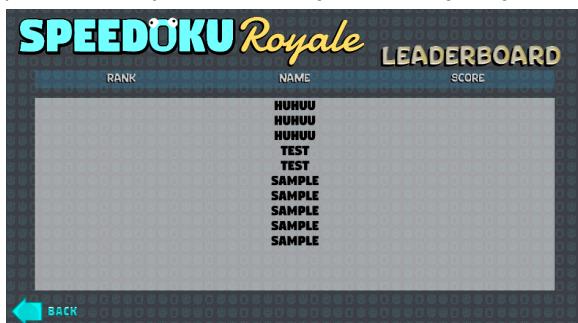 SPEEDOKU Royale
LEADERBOARD
RANK NAME SCORE
HUHUU
HUHUU
HUHUU
TEST
TEST
SAMPLE
SAMPLE
SAMPLE
SAMPLE
SAMPLE
BACK